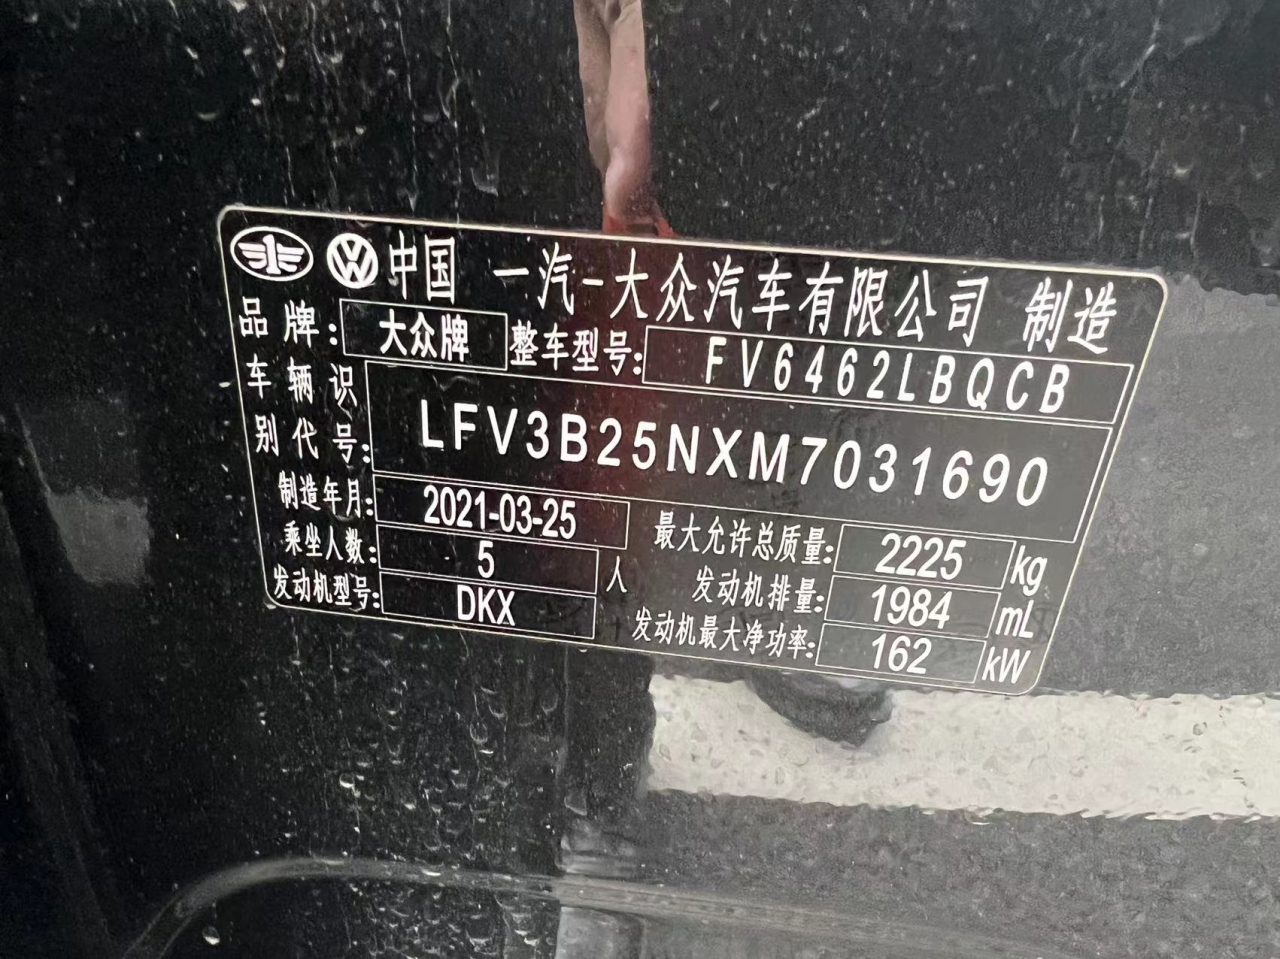 中国 一汽-大众汽车有限公司 制造
品牌: 大众牌 整车型号: FV6462LBQCB
车辆识别代号: LFV3B25NXM7031690
制造年月: 2021-03-25 最大允许总质量: 2225 kg
乘坐人数: 5 人 发动机排量: 1984 mL
发动机型号: DKX 发动机最大净功率: 162 kW